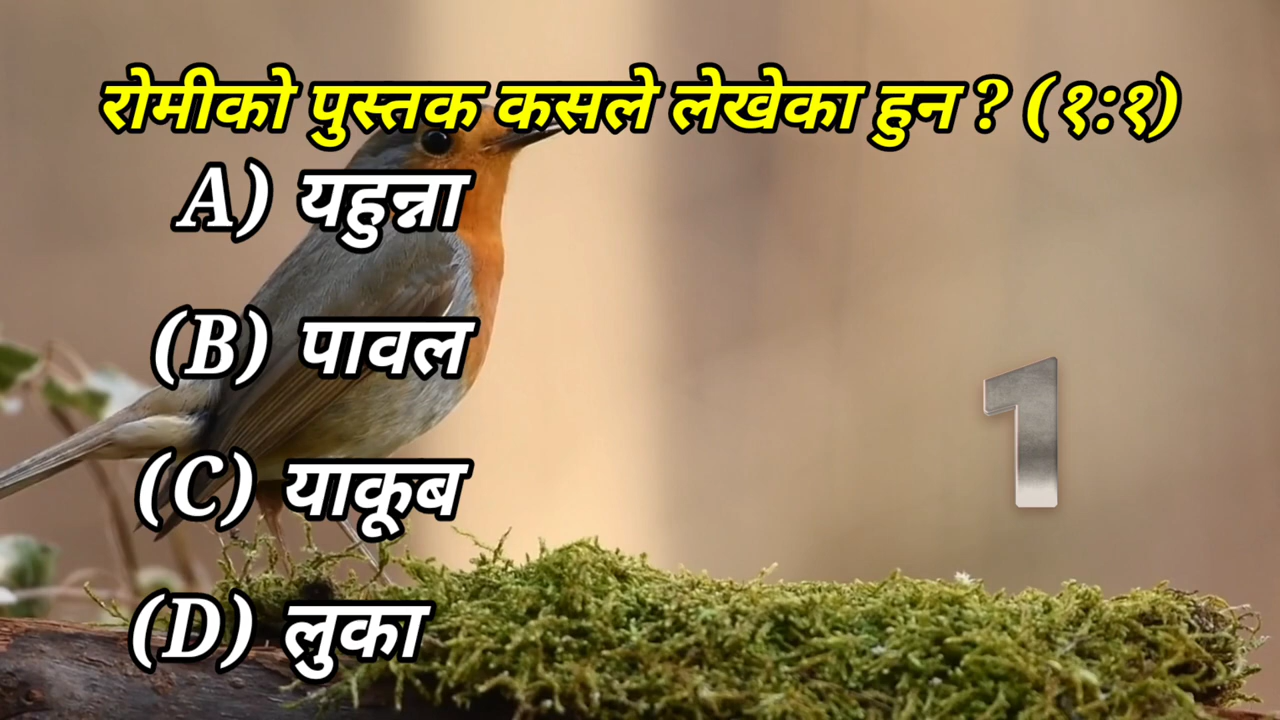 रोमीको पुस्तक कसले लेखेका हुन ? (१:१)
A) यहुन्ना
(B) पावल
1
(C) याकूब
(D) लुका